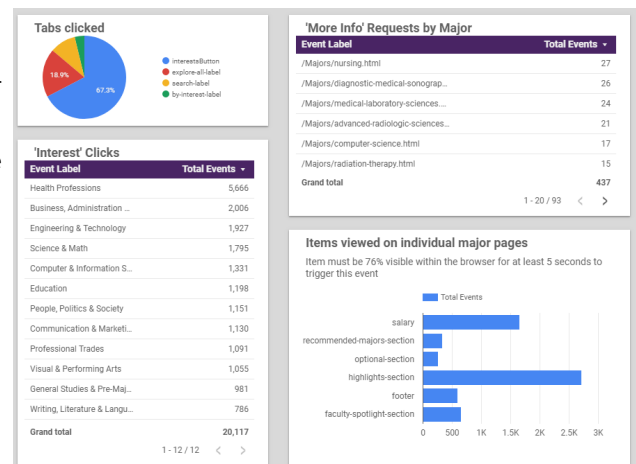 Tabs clicked
interestsButton
explore-all-label
search-label
by-interest-label
18.9%
67.3%
'Interest' Clicks
Event Label Total Events
Health Professions 5,666
Business, Administration ... 2,006
Engineering & Technology 1,927
Science & Math 1,795
Computer & Information S... 1,331
Education 1,198
People, Politics & Society 1,151
Communication & Marketi... 1,130
Professional Trades 1,091
Visual & Performing Arts 1,055
General Studies & Pre-Maj... 981
Writing, Literature & Langu... 786
Grand total 20,117
1 - 12 / 12
'More Info' Requests by Major
Event Label Total Events
/Majors/nursing.html 27
/Majors/diagnostic-medical-sonograp... 26
/Majors/medical-laboratory-sciences.... 24
/Majors/advanced-radiologic-sciences... 21
/Majors/computer-science.html 17
/Majors/radiation-therapy.html 15
Grand total 437
1 - 20 / 93
Items viewed on individual major pages
Item must be 76% visible within the browser for at least 5 seconds to
trigger this event
Total Events
salary
recommended-majors-section
optional-section
highlights-section
footer
faculty-spotlight-section
0 500 1K 1.5K 2K 2.5K 3K